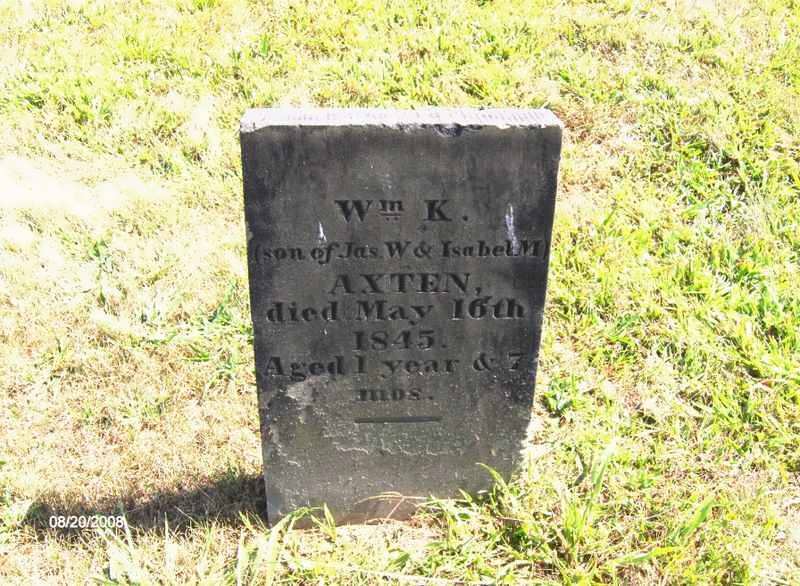 Wm K.
(son of Jas. W & Isabel M)
AXTEN,
died May 16th
1845.
Aged 1 year & 7
mos.
08/20/2008